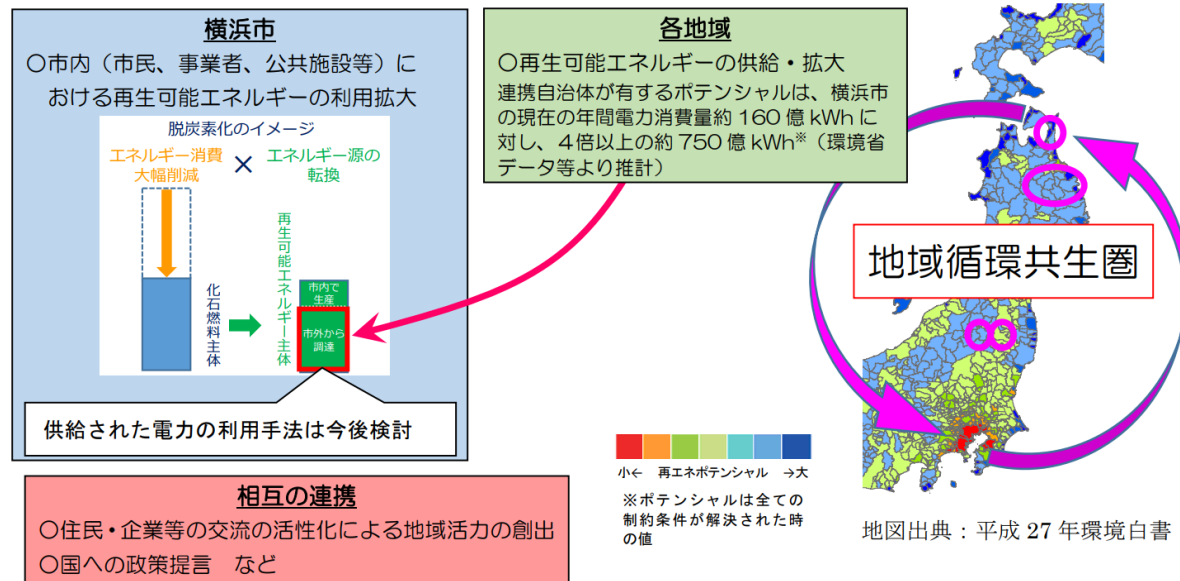 横浜市
○市内（市民、事業者、公共施設等）に
おける再生可能エネルギーの利用拡大
脱炭素化のイメージ
エネルギー消費
大幅削減
×
エネルギー源の
転換
化石燃料主体
再生可能エネルギー主体
市内で
生産
市外から
調達
供給された電力の利用手法は今後検討
各地域
○再生可能エネルギーの供給・拡大
連携自治体が有するポテンシャルは、横浜市
の現在の年間電力消費量約 160 億 kWh に
対し、４倍以上の約 750 億 kWh※（環境省
データ等より推計）
地域循環共生圏
相互の連携
○住民・企業等の交流の活性化による地域活力の創出
○国への政策提言　など
小← 再エネポテンシャル →大
※ポテンシャルは全ての
制約条件が解決された時
の値
地図出典：平成 27 年環境白書